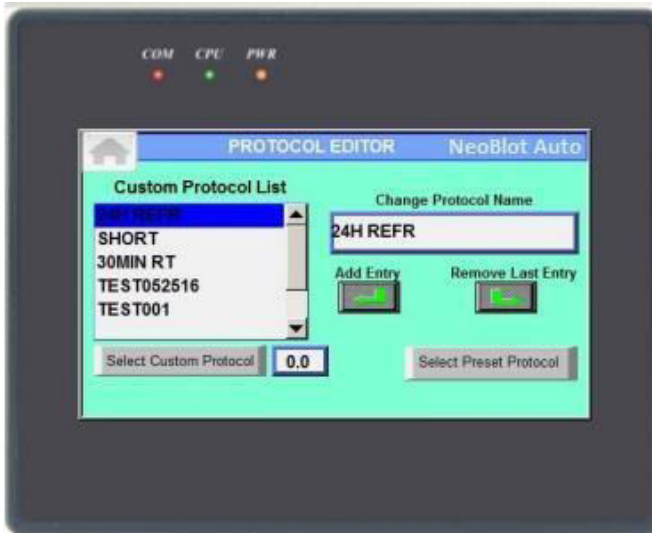 COM CPU PWR
PROTOCOL EDITOR NeoBlot Auto
Custom Protocol List
24H REFR
SHORT
30MIN RT
TEST052516
TEST001
Select Custom Protocol 0.0
Change Protocol Name
24H REFR
Add Entry Remove Last Entry
Select Preset Protocol